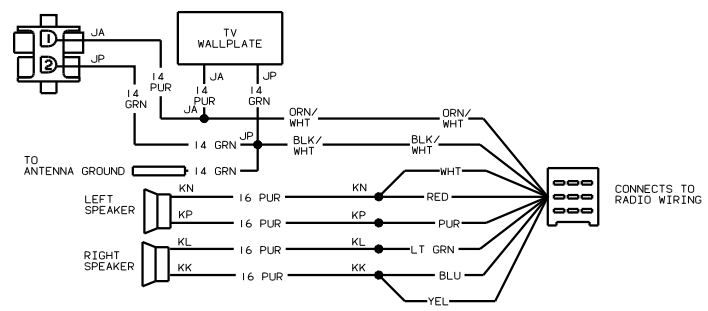 1
JA
2
JP
TV
WALLPLATE
JA
JP
14
PUR
14
GRN
14
PUR
14
GRN
JA
ORN/
WHT
ORN/
WHT
JP
14 GRN
BLK/
WHT
BLK/
WHT
TO
ANTENNA GROUND
14 GRN
WHT
LEFT
SPEAKER
KN
16 PUR
KN
RED
KP
16 PUR
KP
PUR
RIGHT
SPEAKER
KL
16 PUR
KL
LT GRN
KK
16 PUR
KK
BLU
YEL
CONNECTS TO
RADIO WIRING